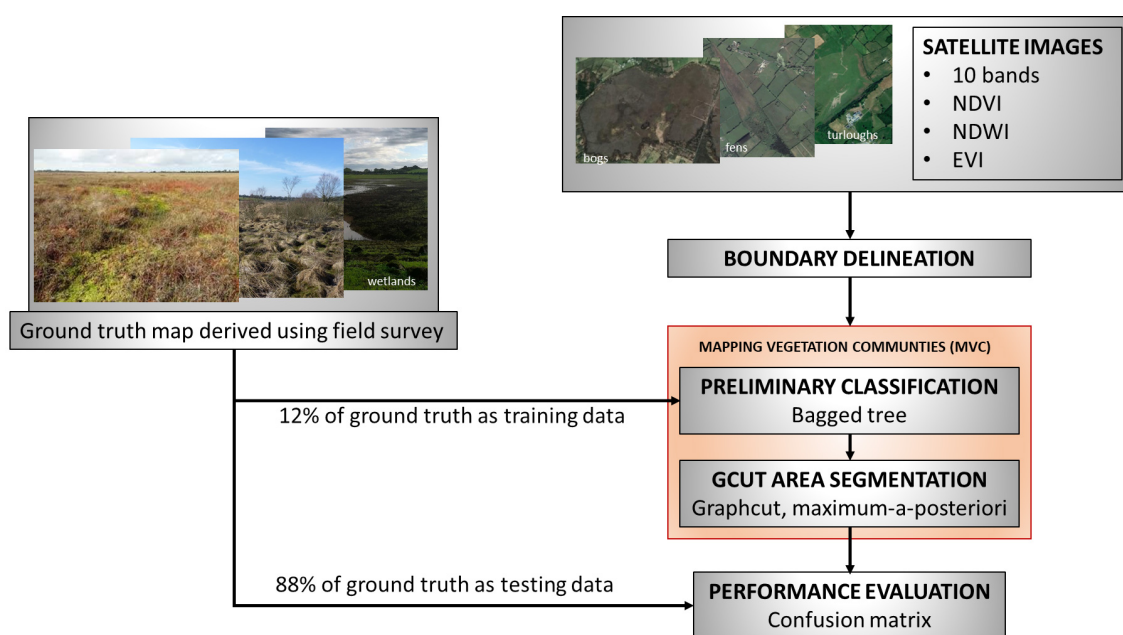 SATELLITE IMAGES
• 10 bands
• NDVI
• NDWI
• EVI
bogs
fens
turloughs
wetlands
Ground truth map derived using field survey
BOUNDARY DELINEATION
MAPPING VEGETATION COMMUNTIES (MVC)
PRELIMINARY CLASSIFICATION
Bagged tree
12% of ground truth as training data
GCUT AREA SEGMENTATION
Graphcut, maximum-a-posteriori
88% of ground truth as testing data
PERFORMANCE EVALUATION
Confusion matrix